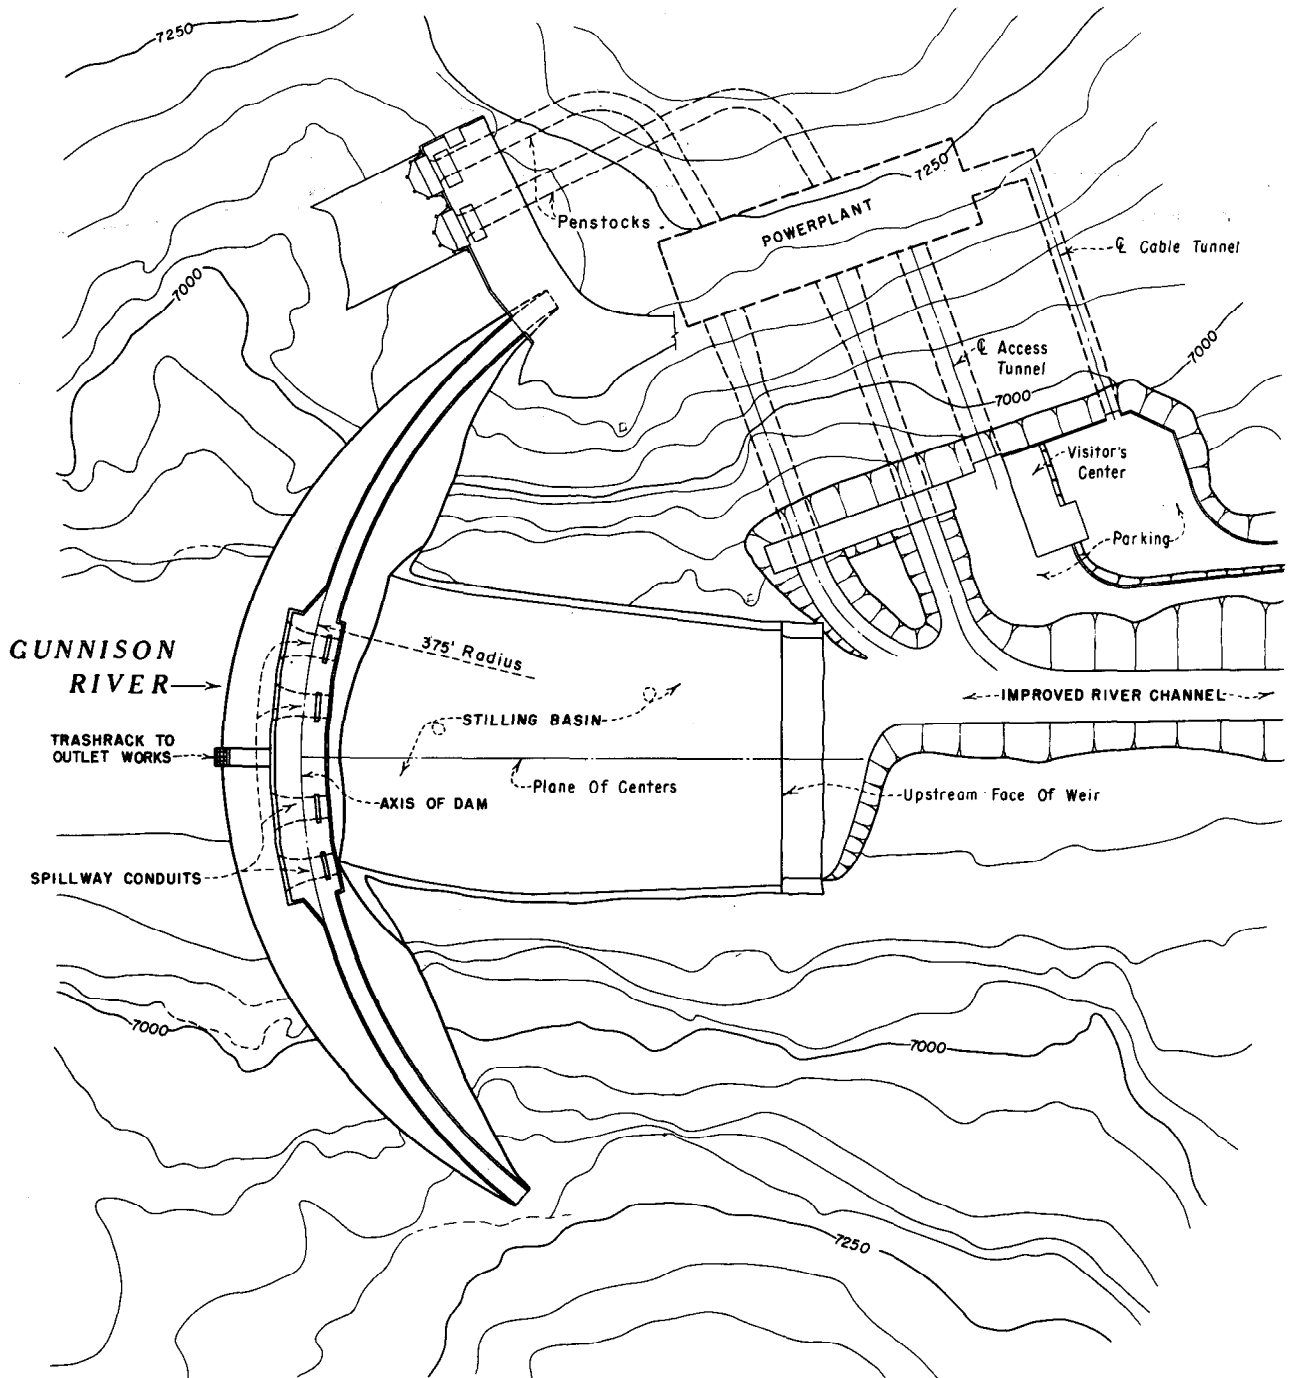 7250
7250
POWERPLANT
Penstocks
℄ Cable Tunnel
7000
℄ Access
Tunnel
7000
7000
Visitor's
Center
Parking
GUNNISON
RIVER
375' Radius
STILLING BASIN
IMPROVED RIVER CHANNEL
TRASHRACK TO
OUTLET WORKS
Plane Of Centers
AXIS OF DAM
Upstream Face Of Weir
SPILLWAY CONDUITS
7000
7000
7250